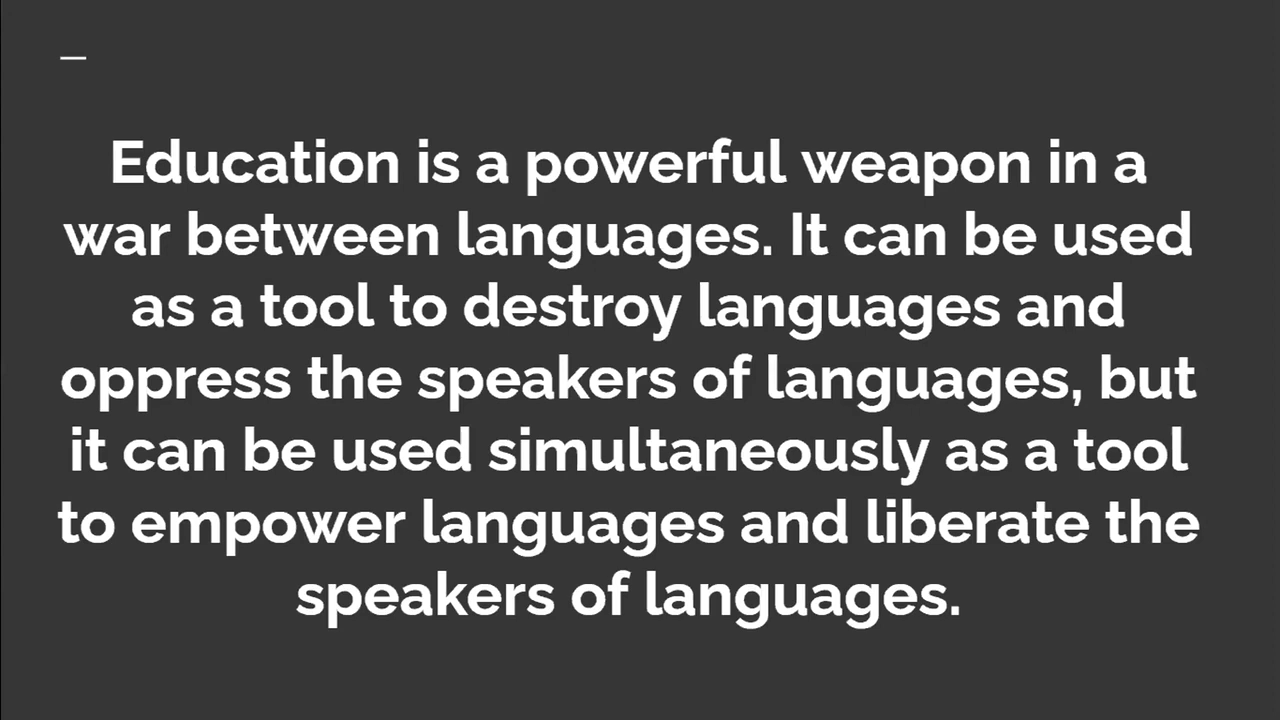 Education is a powerful weapon in a
war between languages. It can be used
as a tool to destroy languages and
oppress the speakers of languages, but
it can be used simultaneously as a tool
to empower languages and liberate the
speakers of languages.